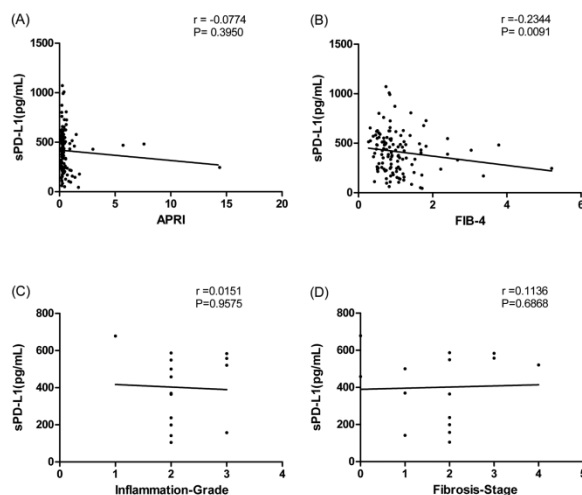 (A)
r = -0.0774
P= 0.3950
sPD-L1(pg/mL)
1500
1000
500
0
0 5 10 15 20
APRI
(B)
r =-0.2344
P= 0.0091
sPD-L1(pg/mL)
1500
1000
500
0
0 2 4 6
FIB-4
(C)
r =0.0151
P=0.9575
sPD-L1(pg/mL)
800
600
400
200
0
0 1 2 3 4
Inflammation-Grade
(D)
r =0.1136
P=0.6868
sPD-L1(pg/mL)
800
600
400
200
0
0 1 2 3 4 5
Fibrosis-Stage